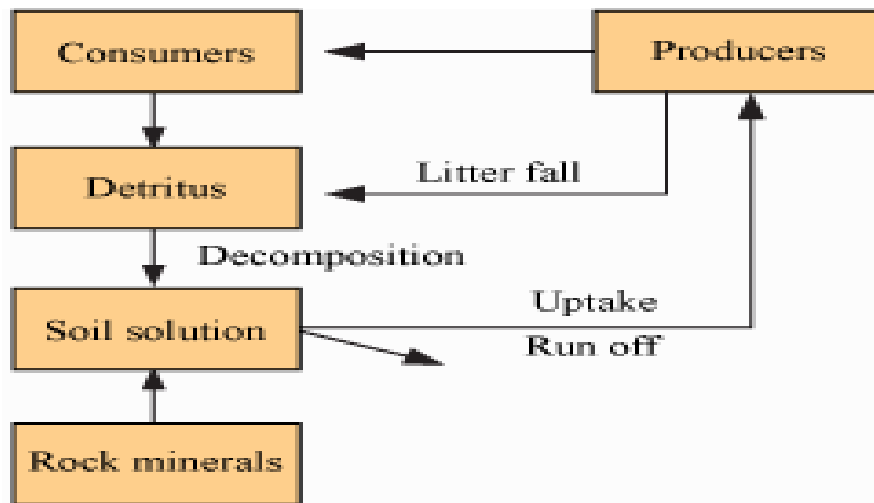 Consumers
Producers
Litter fall
Detritus
Decomposition
Uptake
Soil solution
Run off
Rock minerals